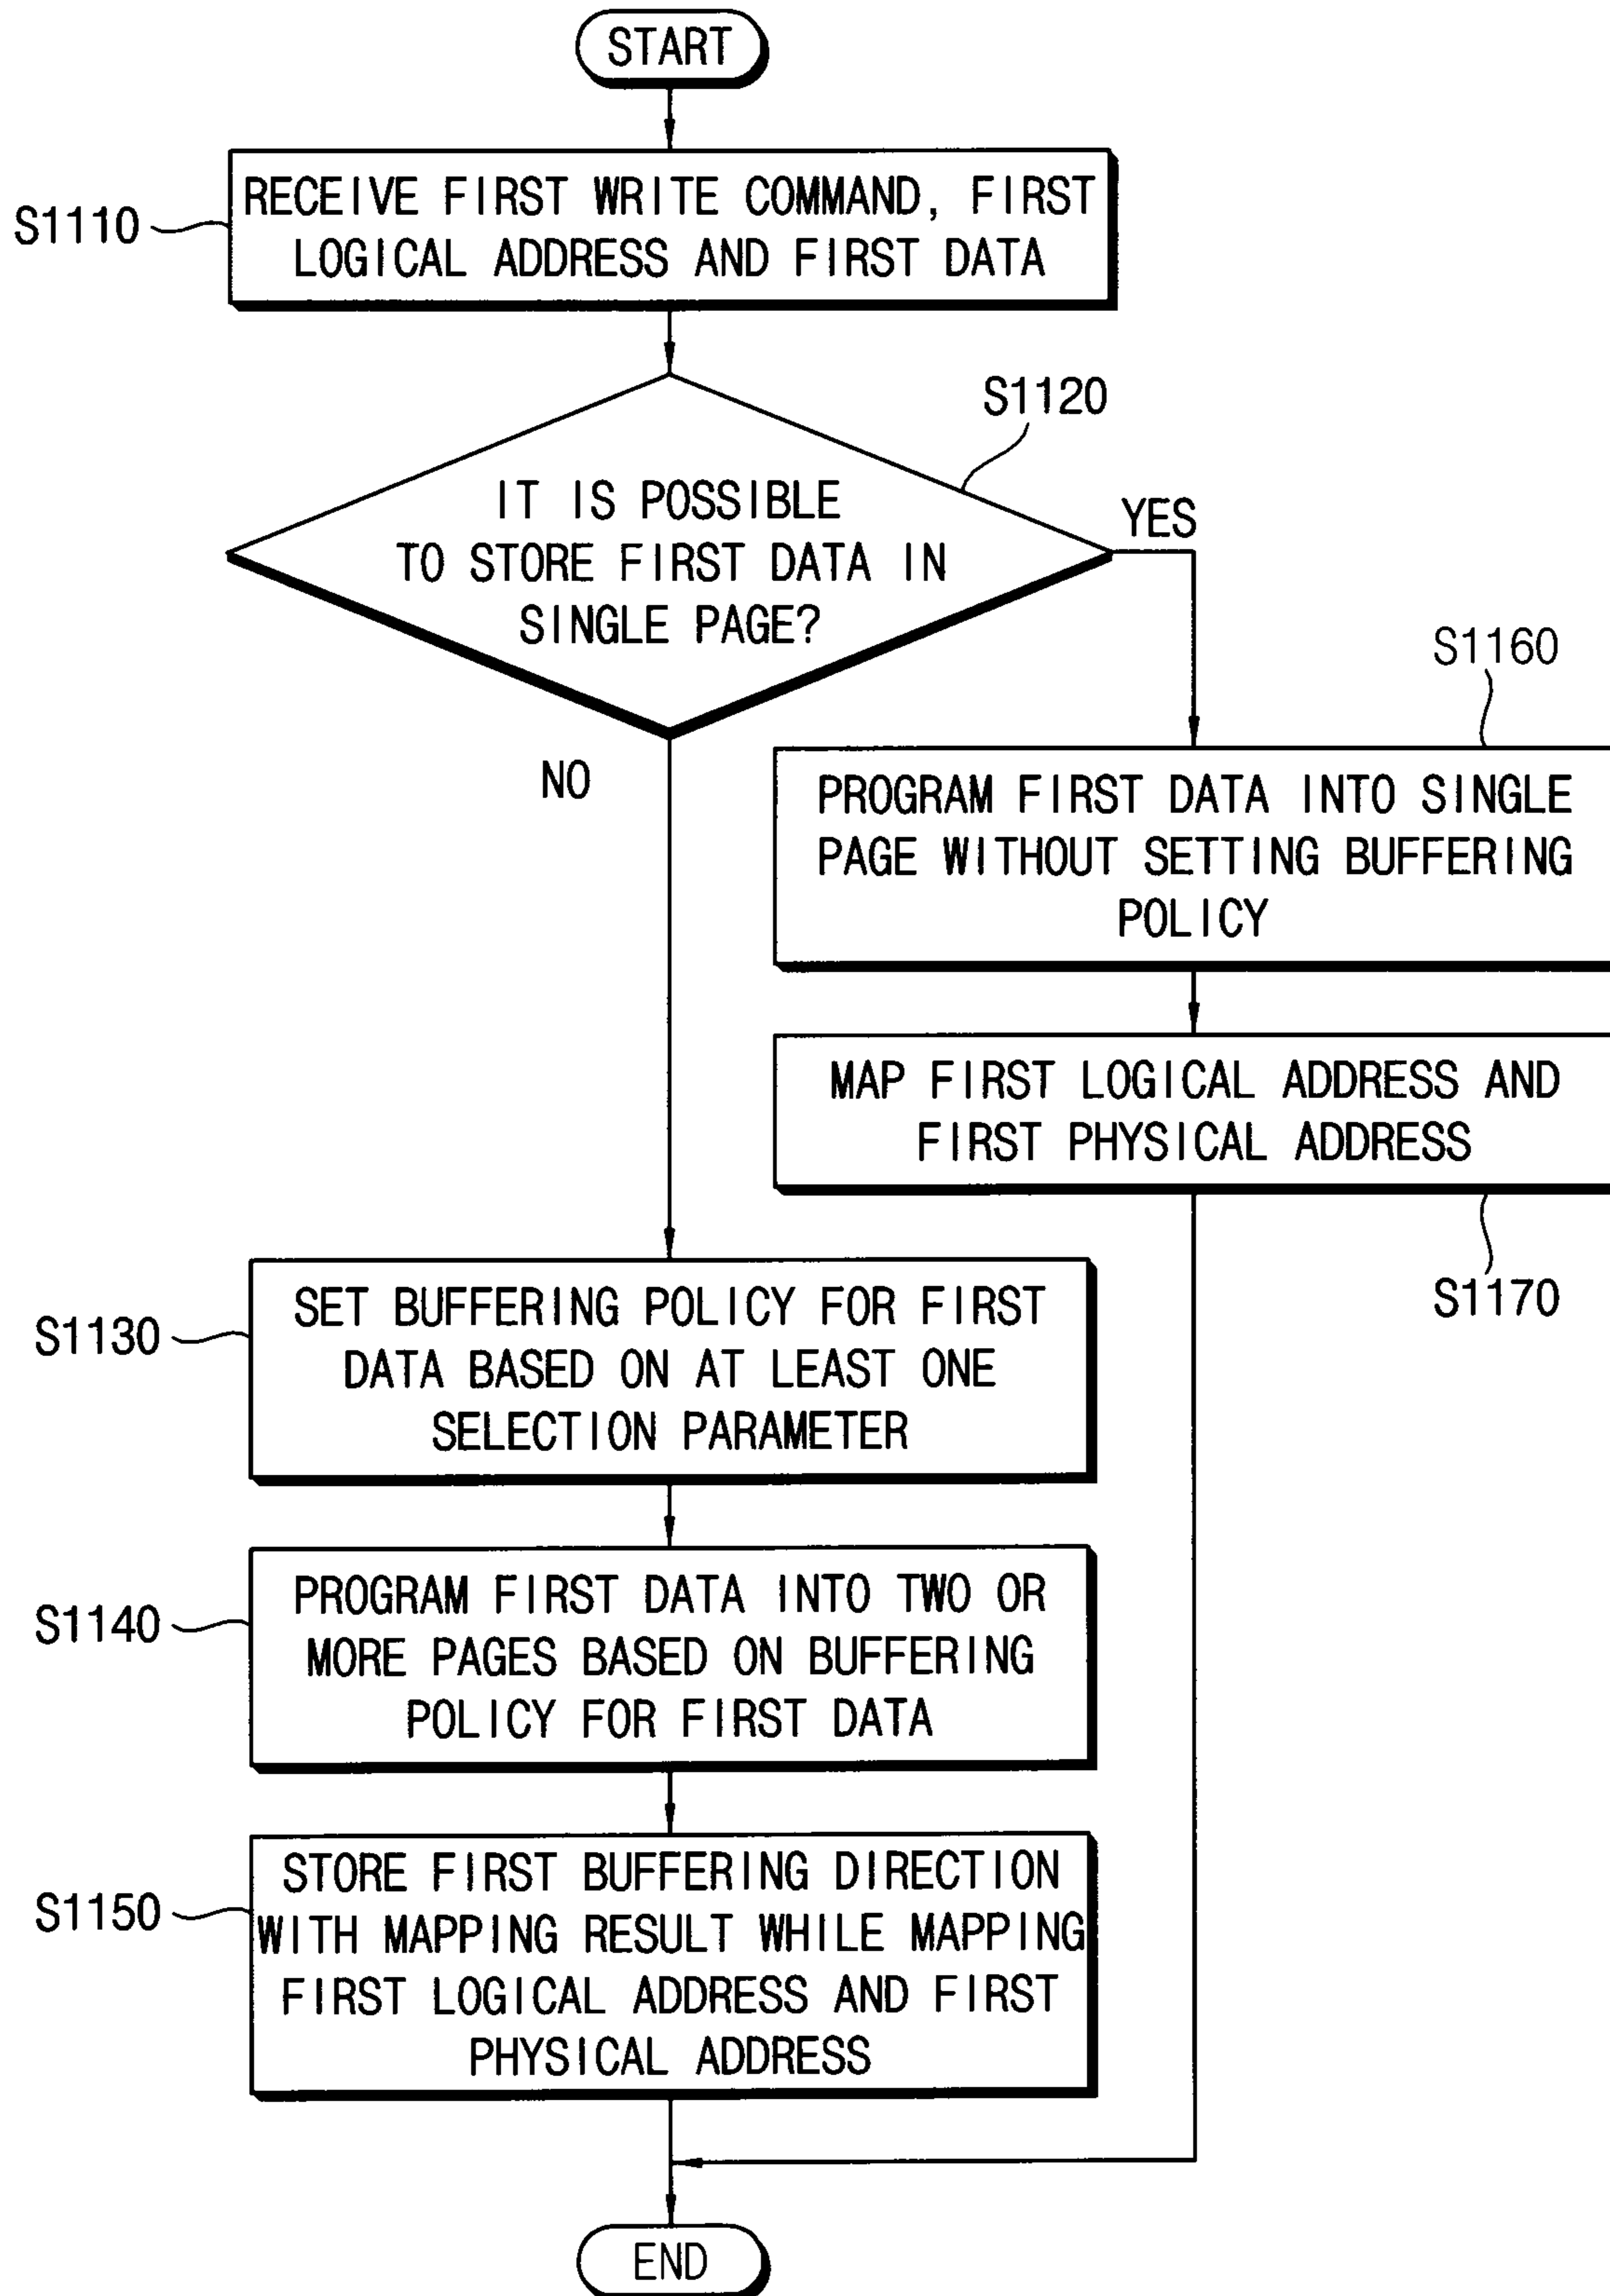 START
S1110
RECEIVE FIRST WRITE COMMAND, FIRST
LOGICAL ADDRESS AND FIRST DATA
S1120
IT IS POSSIBLE
TO STORE FIRST DATA IN
SINGLE PAGE?
YES
NO
S1160
PROGRAM FIRST DATA INTO SINGLE
PAGE WITHOUT SETTING BUFFERING
POLICY
MAP FIRST LOGICAL ADDRESS AND
FIRST PHYSICAL ADDRESS
S1170
S1130
SET BUFFERING POLICY FOR FIRST
DATA BASED ON AT LEAST ONE
SELECTION PARAMETER
S1140
PROGRAM FIRST DATA INTO TWO OR
MORE PAGES BASED ON BUFFERING
POLICY FOR FIRST DATA
S1150
STORE FIRST BUFFERING DIRECTION
WITH MAPPING RESULT WHILE MAPPING
FIRST LOGICAL ADDRESS AND FIRST
PHYSICAL ADDRESS
END